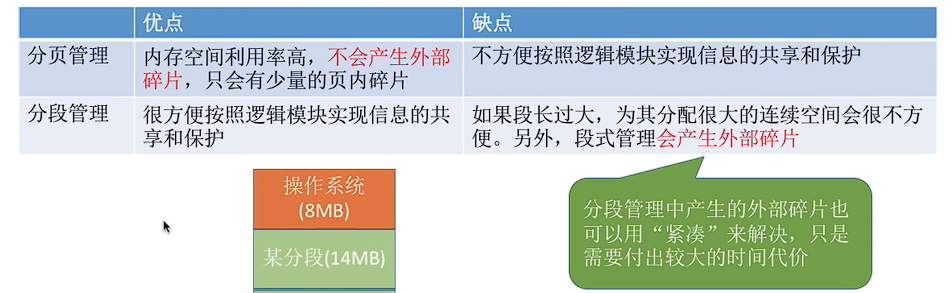 优点 缺点
分页管理 内存空间利用率高，不会产生外部 不方便按照逻辑模块实现信息的共享和保护
碎片，只会有少量的页内碎片
分段管理 很方便按照逻辑模块实现信息的共 如果段长过大，为其分配很大的连续空间会很不方
享和保护 便。另外，段式管理会产生外部碎片
操作系统
(8MB)
某分段(14MB)
分段管理中产生的外部碎片也
可以用“紧凑”来解决，只是
需要付出较大的时间代价